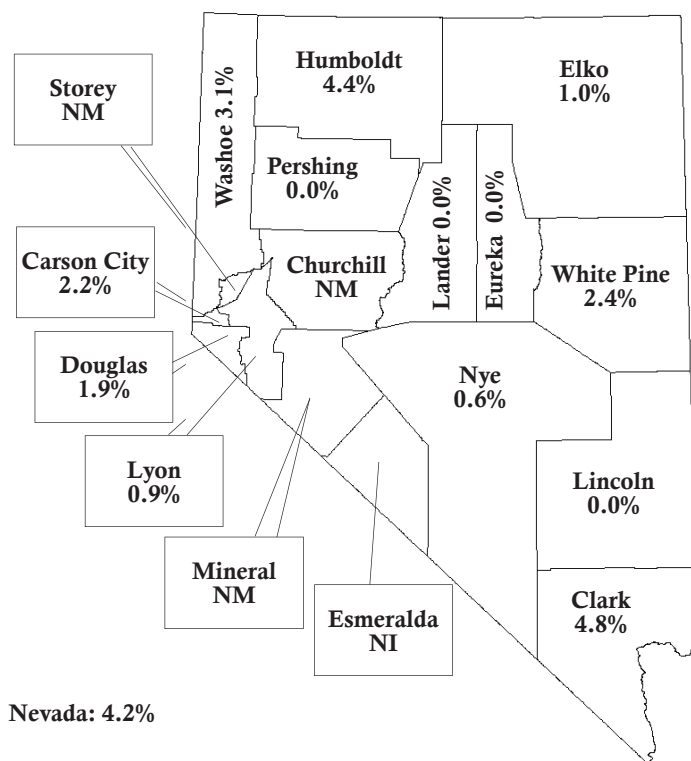 Humboldt
4.4%
Elko
1.0%
Storey
NM
Washoe 3.1%
Pershing
0.0%
Lander 0.0%
Eureka 0.0%
Carson City
2.2%
Churchill
NM
White Pine
2.4%
Douglas
1.9%
Nye
0.6%
Lyon
0.9%
Lincoln
0.0%
Mineral
NM
Esmeralda
NI
Clark
4.8%
Nevada: 4.2%